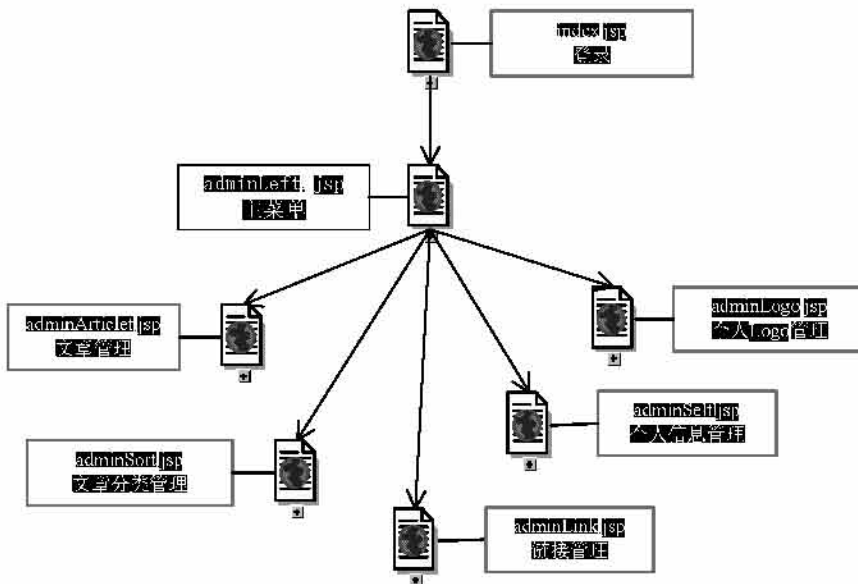 index.jsp
登录
adminLeft.jsp
主菜单
adminArticlet.jsp
文章管理
adminLogo.jsp
个人Logo管理
adminSelf.jsp
个人信息管理
adminSort.jsp
文章分类管理
adminLink.jsp
链接管理